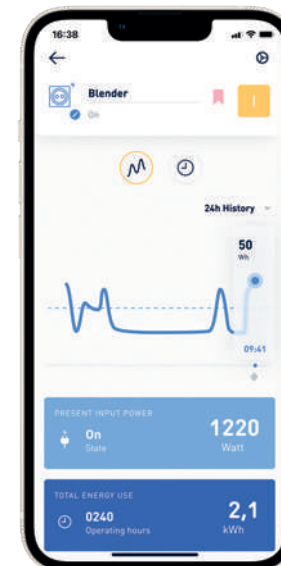 16:38
Blender
On
24h History
50
Wh
09:41
PRESENT INPUT POWER
On
State
1220
Watt
TOTAL ENERGY USE
0240
Operating hours
2,1
kWh